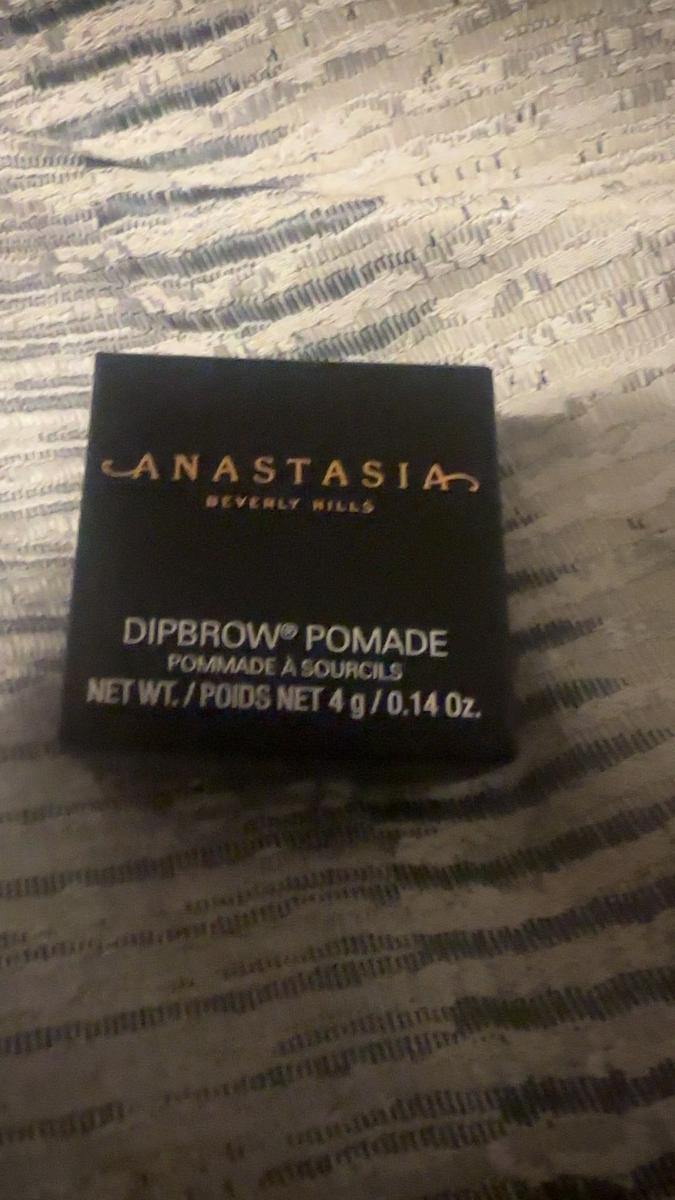 ANASTASIA
BEVERLY HILLS
DIPBROW® POMADE
POMMADE À SOURCILS
NET WT. / POIDS NET 4 g / 0.14 Oz.